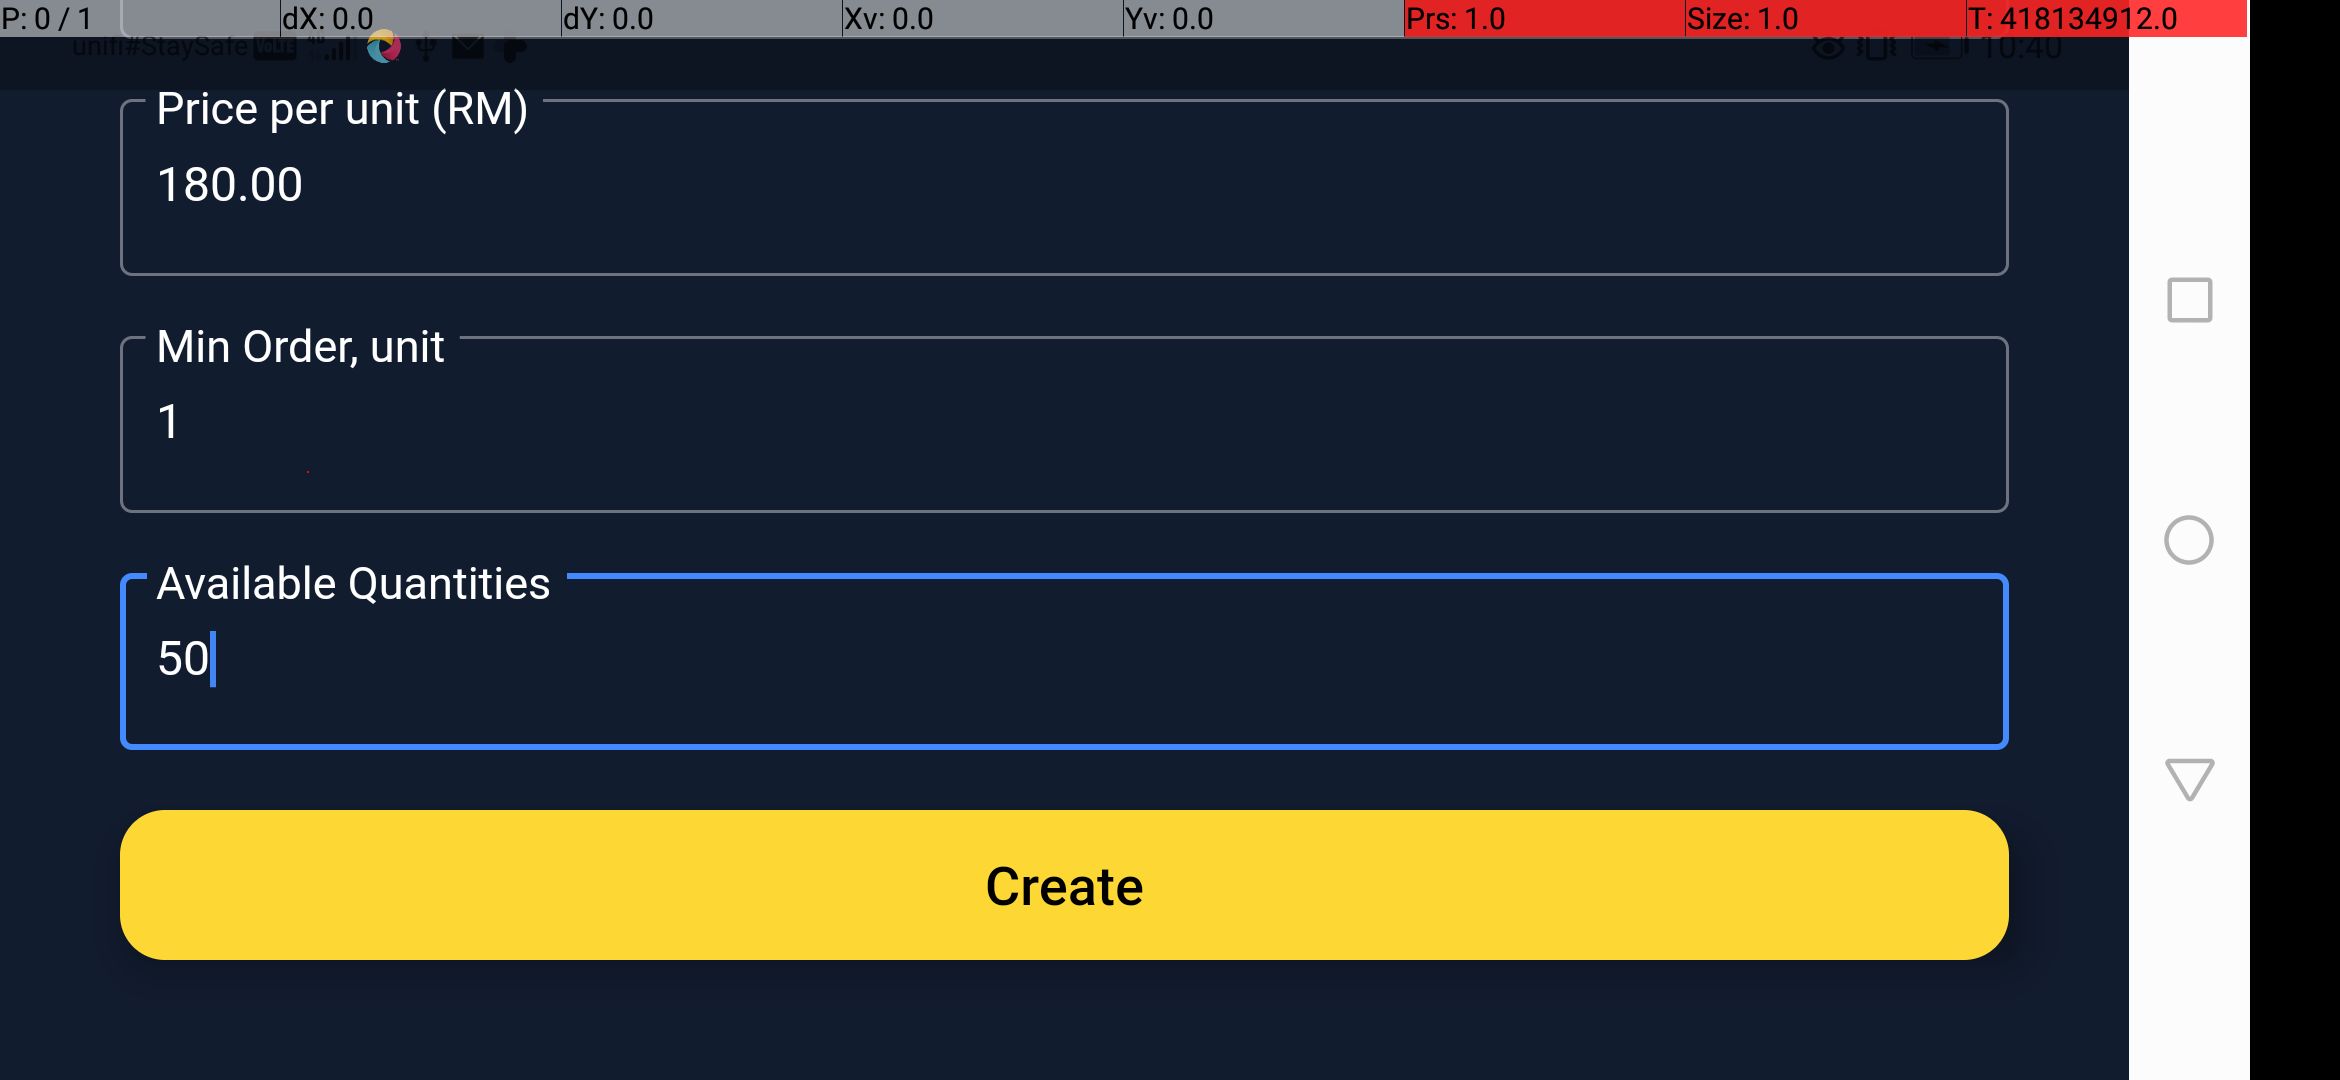 P: 0 / 1 dX: 0.0 dY: 0.0 Xv: 0.0 Yv: 0.0 Prs: 1.0 Size: 1.0 T: 418134912.0
unifi#StaySafe VoLTE 4G 10:40
Price per unit (RM)
180.00
Min Order, unit
1
Available Quantities
50
Create